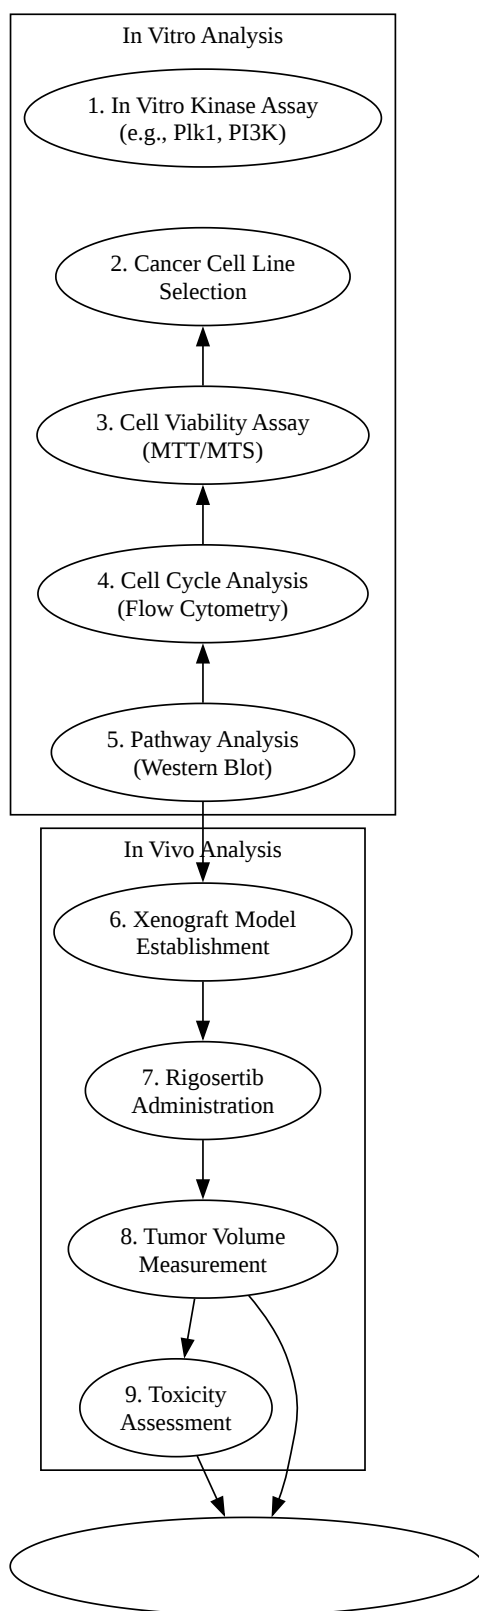 In Vitro Analysis
1. In Vitro Kinase Assay
(e.g., Plk1, PI3K)
2. Cancer Cell Line
Selection
3. Cell Viability Assay
(MTT/MTS)
4. Cell Cycle Analysis
(Flow Cytometry)
5. Pathway Analysis
(Western Blot)
In Vivo Analysis
6. Xenograft Model
Establishment
7. Rigosertib
Administration
8. Tumor Volume
Measurement
9. Toxicity
Assessment